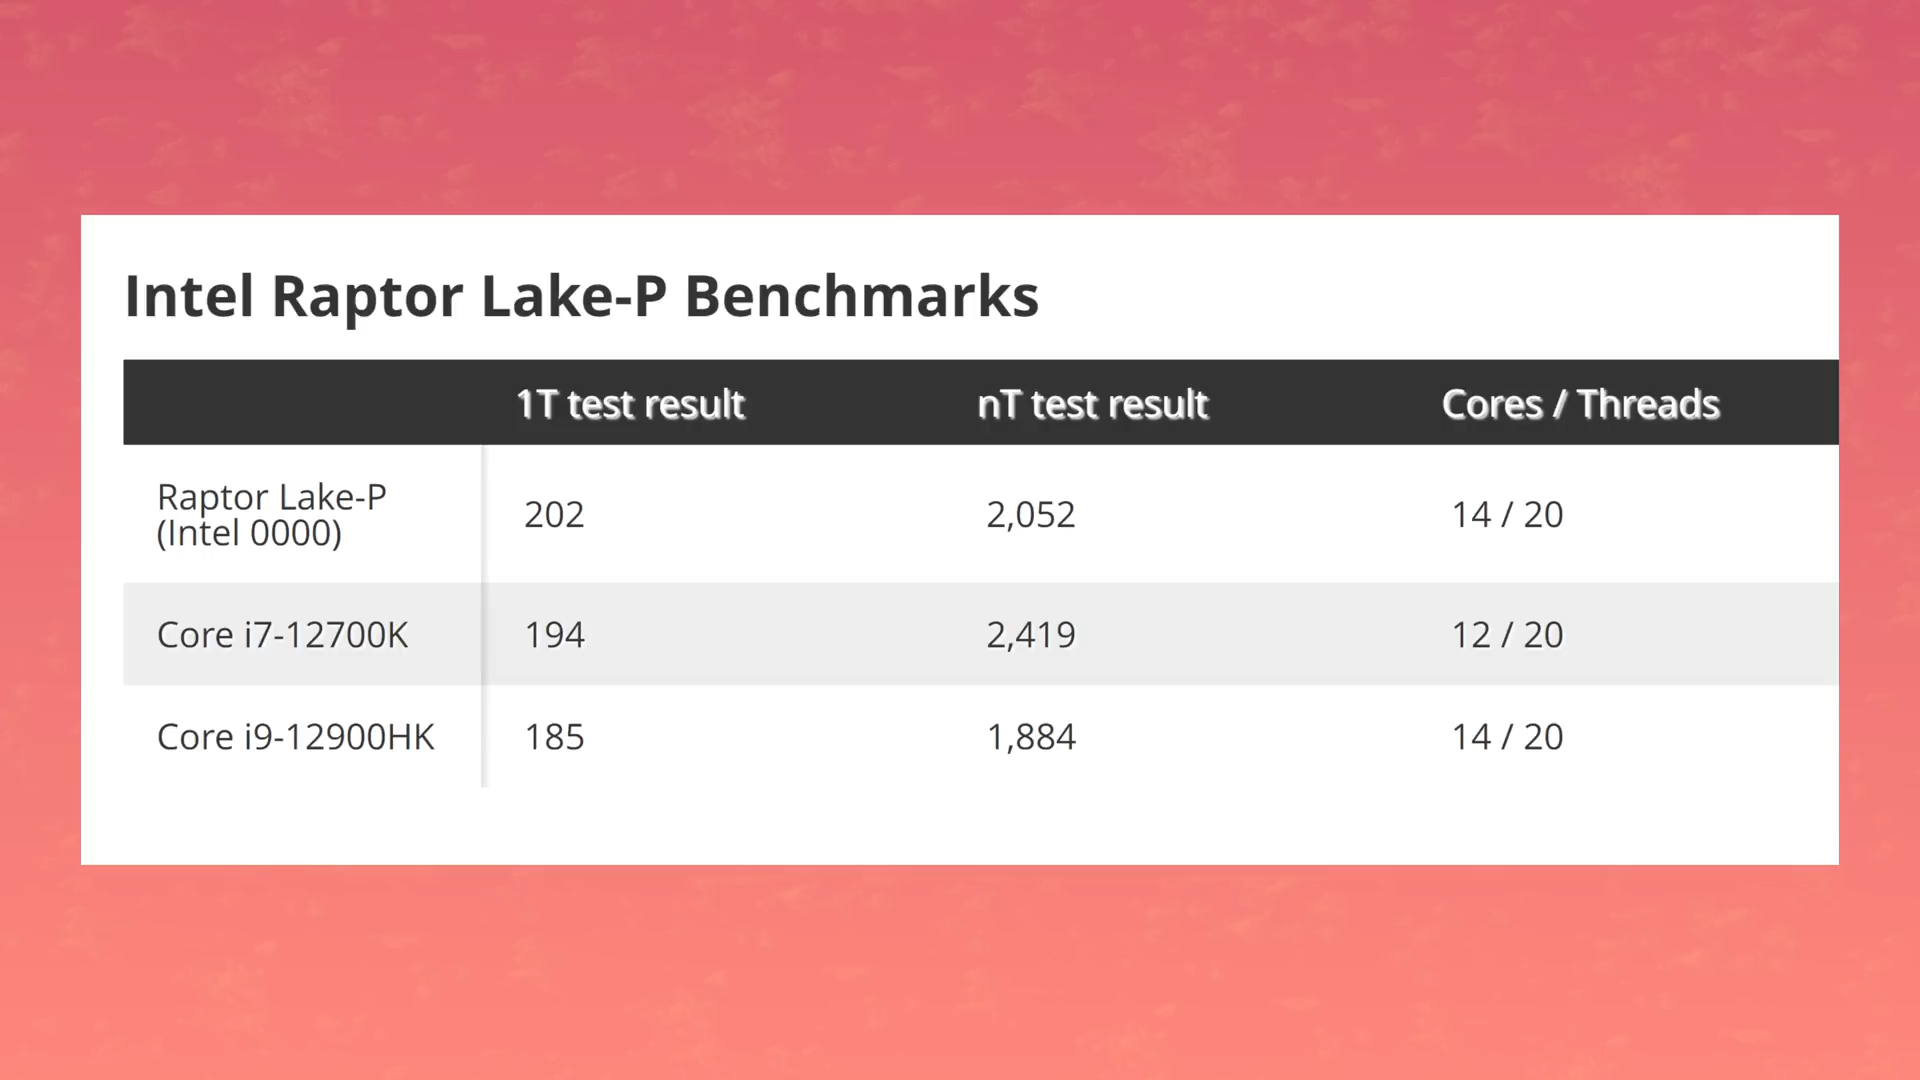 Intel Raptor Lake-P Benchmarks
1T test result nT test result Cores / Threads
Raptor Lake-P
(Intel 0000) 202 2,052 14 / 20
Core i7-12700K 194 2,419 12 / 20
Core i9-12900HK 185 1,884 14 / 20